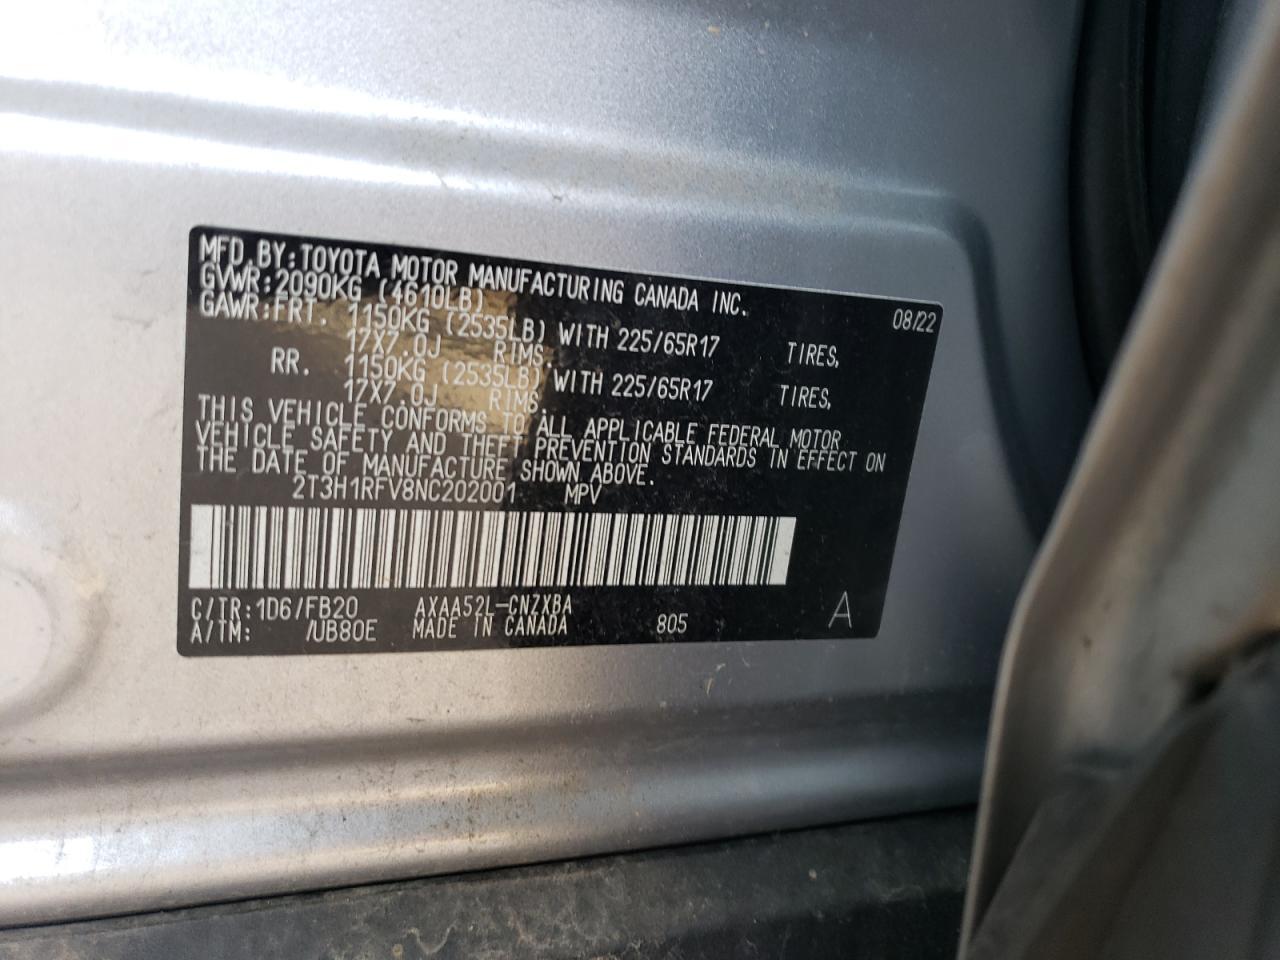 MFD.BY:TOYOTA MOTOR MANUFACTURING CANADA INC.
GVWR:2090KG (4610LB) 08/22
GAWR:FRT. 1150KG (2535LB) WITH 225/65R17 TIRES,
17X7.0J RIMS.
RR. 1150KG (2535LB) WITH 225/65R17 TIRES,
17X7.0J RIMS.
THIS VEHICLE CONFORMS TO ALL APPLICABLE FEDERAL MOTOR
VEHICLE SAFETY AND THEFT PREVENTION STANDARDS IN EFFECT ON
THE DATE OF MANUFACTURE SHOWN ABOVE.
2T3H1RFV8NC202001 MPV
C/TR:1D6/FB20 AXAA52L-CNZXBA
A/TM: /UB80E MADE IN CANADA 805 A